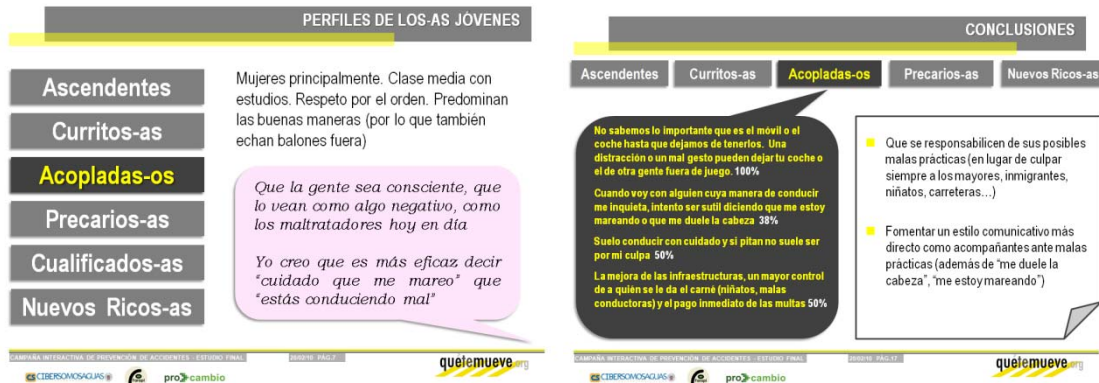 PERFILES DE LOS-AS JÓVENES
Ascendentes
Curritos-as
Acopladas-os
Precarios-as
Cualificados-as
Nuevos Ricos-as
Mujeres principalmente. Clase media con
estudios. Respeto por el orden. Predominan
las buenas maneras (por lo que también
echan balones fuera)
Que la gente sea consciente, que
lo vean como algo negativo, como
los maltratadores hoy en día
Yo creo que es más eficaz decir
"cuidado que me mareo" que
"estás conduciendo mal"
CAMPAÑA INTERACTIVA DE PREVENCIÓN DE ACCIDENTES - ESTUDIO FINAL
PÁG.7
CIBERSOMOSAGUAS
pro cambio
quétemueve.org
CONCLUSIONES
Ascendentes
Curritos-as
Acopladas-os
Precarios-as
Nuevos Ricos-as
No sabemos lo importante que es el móvil o el
coche hasta que dejamos de tenerlos. Una
distracción o un mal gesto pueden dejar tu coche o
el de otra gente fuera de juego. 100%
Cuando voy con alguien cuya manera de conducir
me inquieta, intento ser sutil diciendo que me estoy
mareando o que me duele la cabeza 38%
Suelo conducir con cuidado y si pitan no suele ser
por mi culpa 50%
La mejora de las infraestructuras, un mayor control
de a quién se le da el carné (niñatos, malas
conductoras) y el pago inmediato de las multas 50%
Que se responsabilicen de sus posibles
malas prácticas (en lugar de culpar
siempre a los mayores, inmigrantes,
niñatos, carreteras...)
Fomentar un estilo comunicativo más
directo como acompañantes ante malas
prácticas (además de "me duele la
cabeza", "me estoy mareando")
CAMPAÑA INTERACTIVA DE PREVENCIÓN DE ACCIDENTES - ESTUDIO FINAL
PÁG.17
CIBERSOMOSAGUAS
pro cambio
quétemueve.org